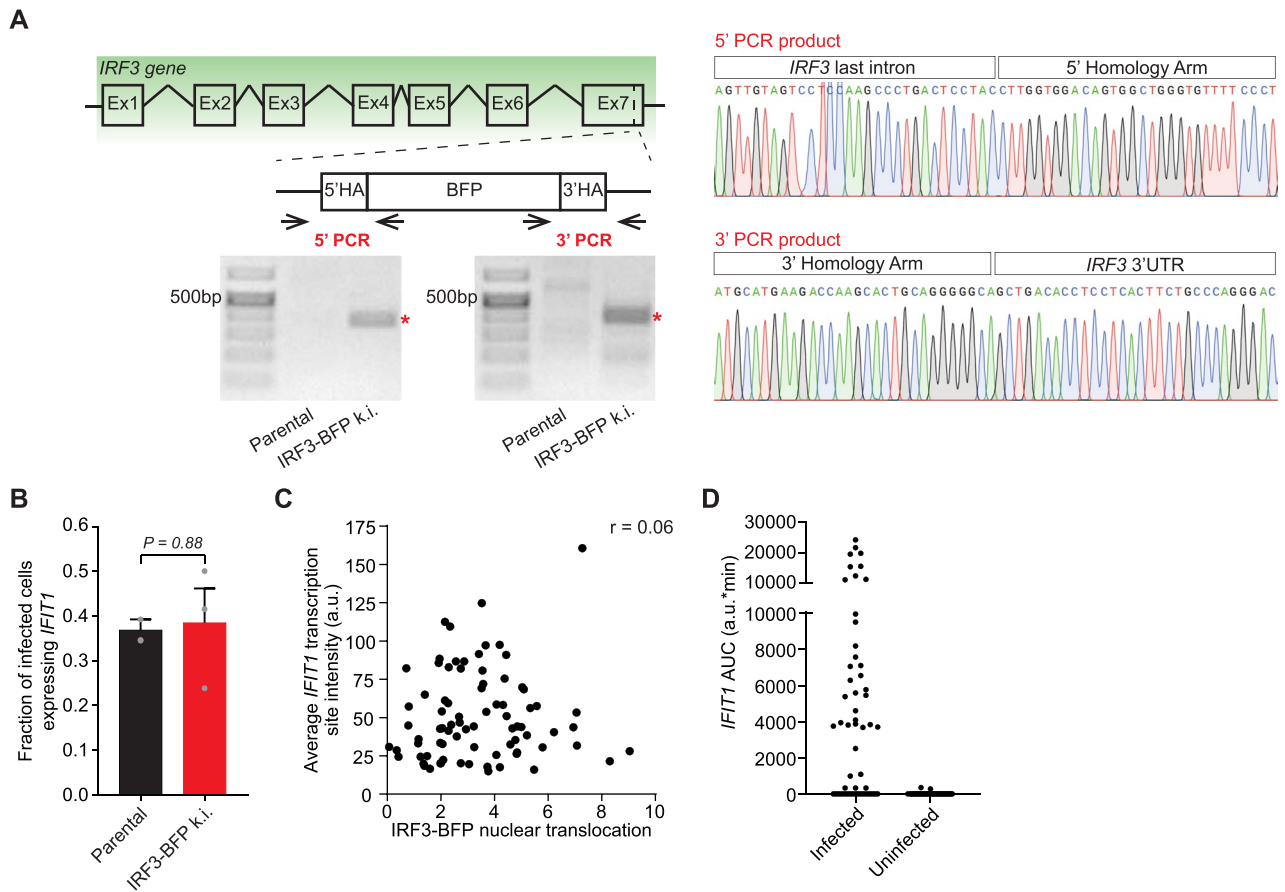 A
IRF3 gene
Ex1 Ex2 Ex3 Ex4 Ex5 Ex6 Ex7
5'HA BFP 3'HA
5’ PCR 3’ PCR
500bp * 500bp *
Parental IRF3-BFP k.i. Parental IRF3-BFP k.i.
5’ PCR product
IRF3 last intron 5’ Homology Arm
AGTTGTAGTCCTCCAAGCCCTGACTCCTACCTTGGTGGACAGTGGCTGGGTGTTTTCCCT
3’ PCR product
3’ Homology Arm IRF3 3’UTR
ATGCATGAAGACCAAGCACTGCAGGGGGCAGCTGACACCTCCTCACTTCTGCCCAGGGAC
B
Fraction of infected cells
expressing IFIT1
0.6
0.5
0.4
0.3
0.2
0.1
0.0
P = 0.88
Parental IRF3-BFP k.i.
C
Average IFIT1 transcription
site intensity (a.u.)
175
150
125
100
75
50
25
0
r = 0.06
0 2 4 6 8 10
IRF3-BFP nuclear translocation
D
IFIT1 AUC (a.u.*min)
30000
20000
10000
10000
8000
6000
4000
2000
0
Infected Uninfected